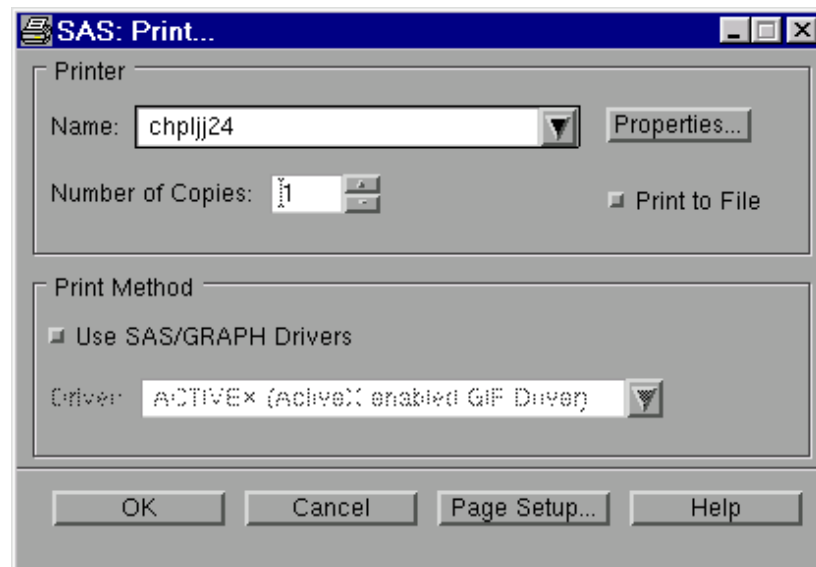 SAS: Print...
Printer
Name: chpljj24 Properties...
Number of Copies: 1 Print to File
Print Method
Use SAS/GRAPH Drivers
Driver: ACTIVEX (ActiveX enabled GIF Driver)
OK Cancel Page Setup... Help